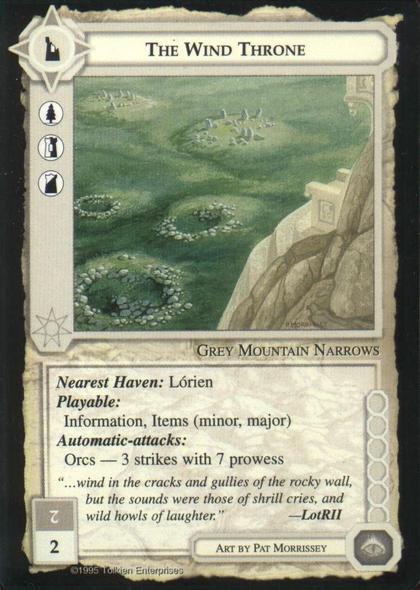 THE WIND THRONE
P. MORRISSEY
GREY MOUNTAIN NARROWS
Nearest Haven: Lórien
Playable:
Information, Items (minor, major)
Automatic-attacks:
Orcs — 3 strikes with 7 prowess
“…wind in the cracks and gullies of the rocky wall,
but the sounds were those of shrill cries, and
wild howls of laughter.” —LotRII
2
2
ART BY PAT MORRISSEY
©1995 Tolkien Enterprises